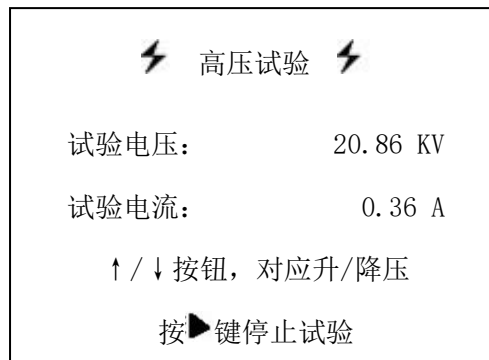 高压试验
试验电压： 20.86 KV
试验电流： 0.36 A
↑/↓按钮，对应升/降压
按▶键停止试验